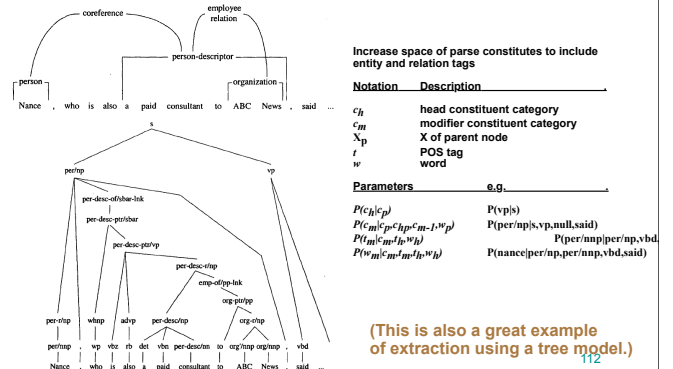 coreference
employee
relation
person-descriptor
person
organization
Nance , who is also a paid consultant to ABC News , said ...
s
per/np
vp
per-desc-of/sbar-lnk
per-desc-ptr/sbar
per-desc-ptr/vp
per-desc-r/np
emp-of/pp-lnk
org-ptr/pp
per-r/np whnp advp per-desc/np org-r/np
per/nnp , wp vbz rb det vbn per-desc/nn to org'/nnp org/nnp , vbd
Nance , who is also a paid consultant to ABC News , said ...
Increase space of parse constitutes to include
entity and relation tags
Notation Description .
ch head constituent category
cm modifier constituent category
Xp X of parent node
t POS tag
w word
Parameters e.g. .
P(ch|cp) P(vp|s)
P(cm|cp,chp,cm-1,wp) P(per/np|s,vp,null,said)
P(tm|cm,th,wh) P(per/nnp|per/np,vbd,
P(wm|cm,tm,th,wh) P(nance|per/np,per/nnp,vbd,said)
(This is also a great example
of extraction using a tree model.)
112